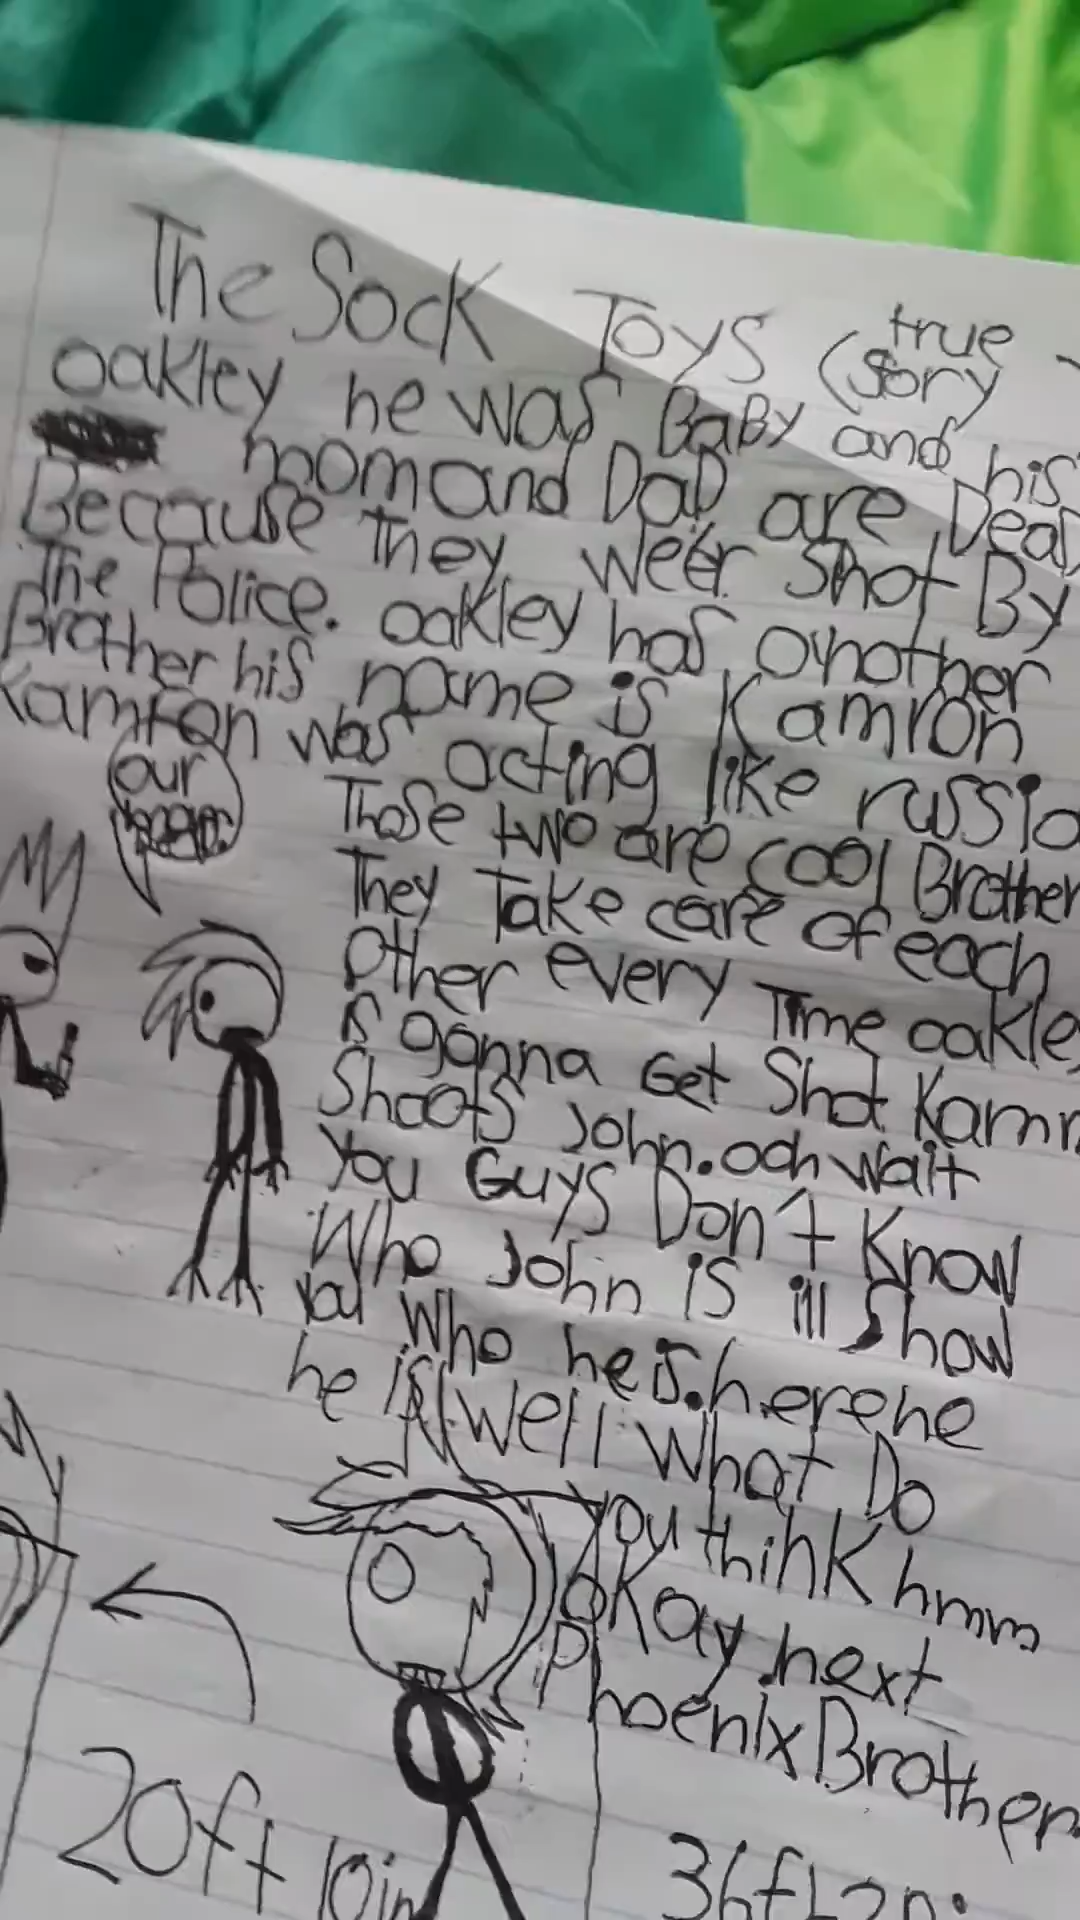 The Sock Toys (true story
oakley he was BaBy and his
mom and DaD are Dead
Because they weer Shot By
The Police. oakley has onother
Brother his name is Kamron
Kamron was acting like russia
our
Those two are cool Brother
They Take care of each
other every Time oakley
is gonna Get Shot Kamr
Shoots John. ooh wait
You Guys Don't Know
Who John is ill Show
You Who he is. here he
he is well What Do
you think hmm
okay next
Phoenix Brother
20ft 10in
36ft